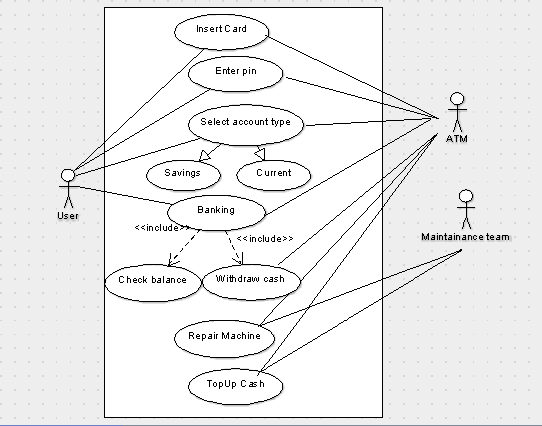 Insert Card
Enter pin
Select account type
ATM
Savings
Current
User
Banking
Maintainance team
<<include>>
<<include>>
Check balance
Withdraw cash
Repair Machine
TopUp Cash